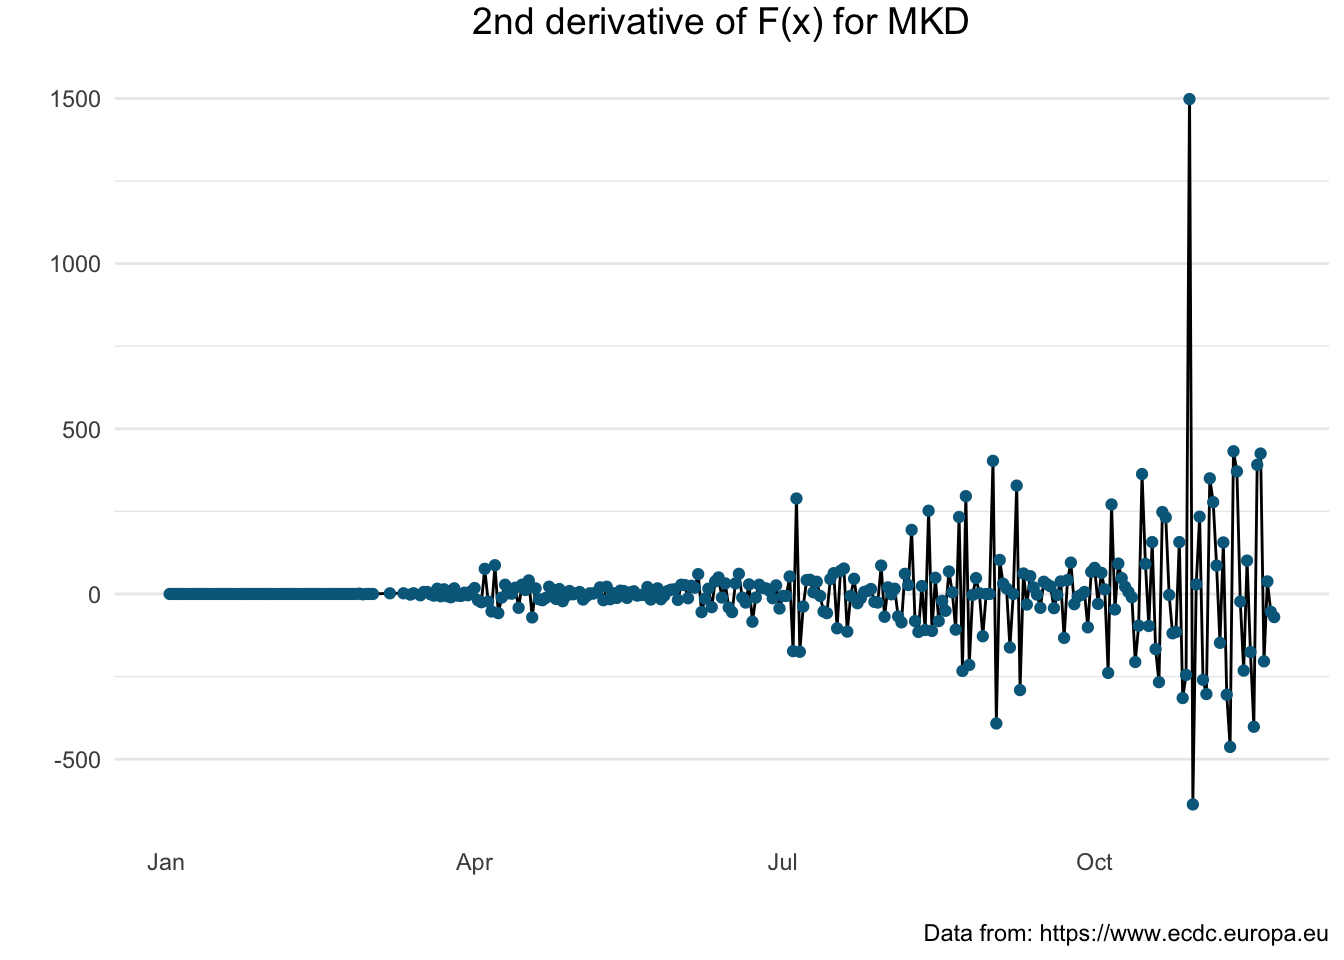 2nd derivative of F(x) for MKD
1500
1000
500
0
-500
Jan Apr Jul Oct
Data from: https://www.ecdc.europa.eu